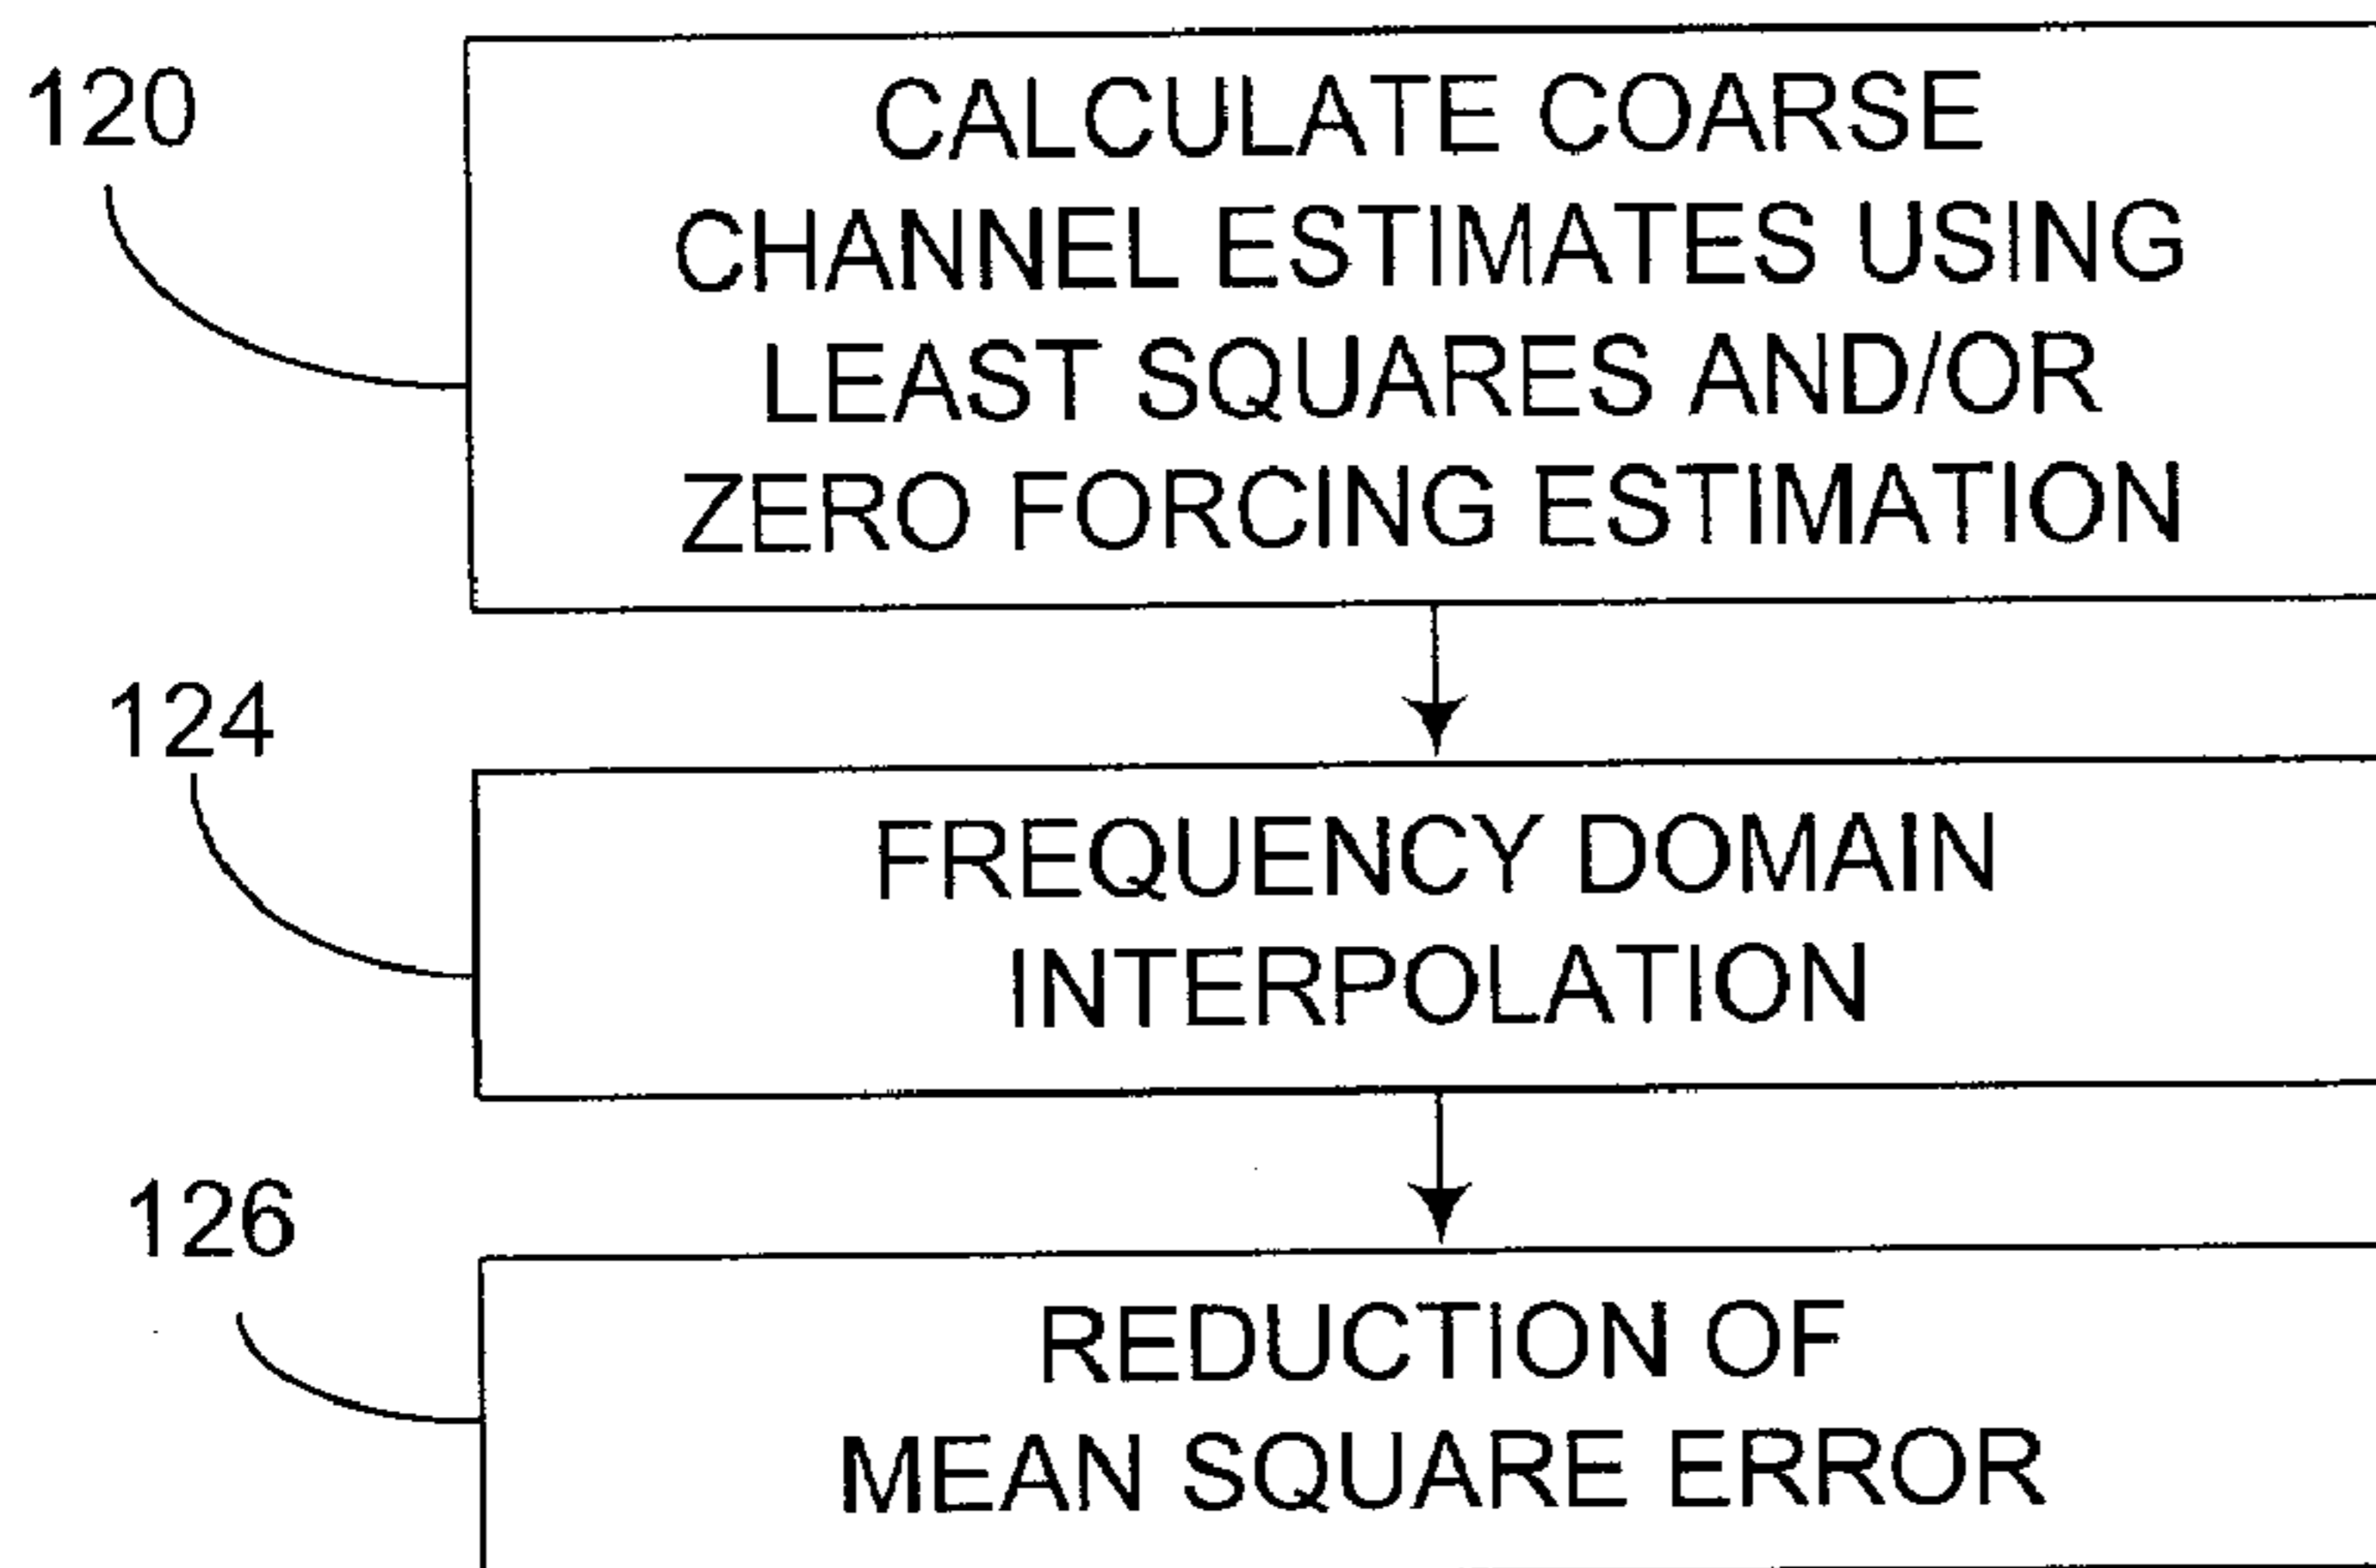 120
CALCULATE COARSE
CHANNEL ESTIMATES USING
LEAST SQUARES AND/OR
ZERO FORCING ESTIMATION
124
FREQUENCY DOMAIN
INTERPOLATION
126
REDUCTION OF
MEAN SQUARE ERROR